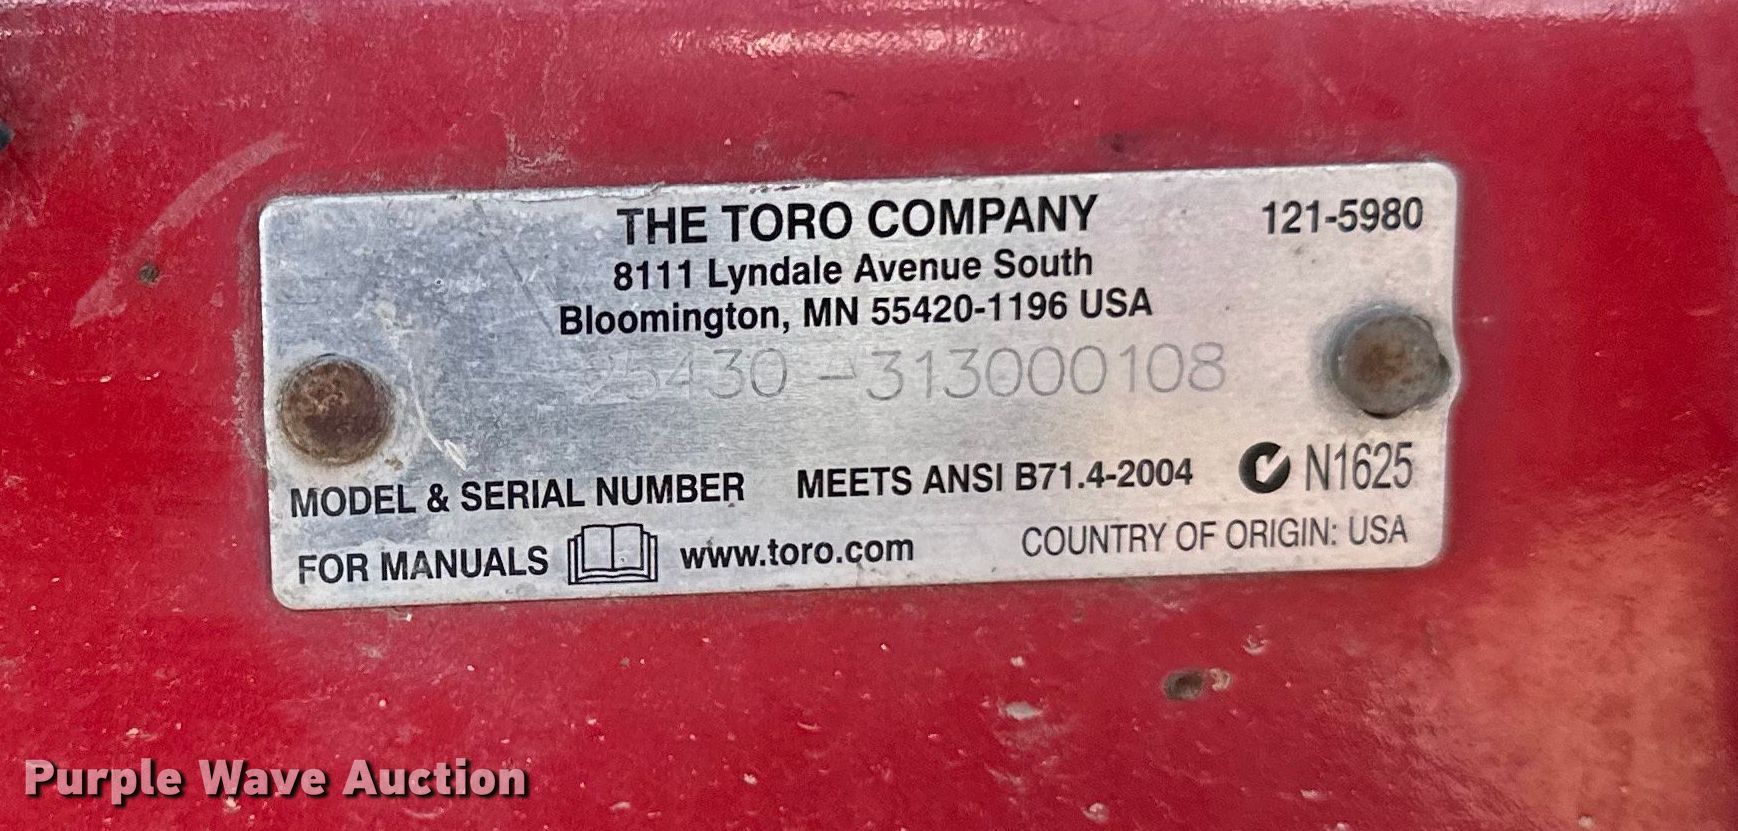 THE TORO COMPANY 121-5980
8111 Lyndale Avenue South
Bloomington, MN 55420-1196 USA
25430 - 313000108
MODEL & SERIAL NUMBER MEETS ANSI B71.4-2004 N1625
FOR MANUALS www.toro.com COUNTRY OF ORIGIN: USA
Purple Wave Auction